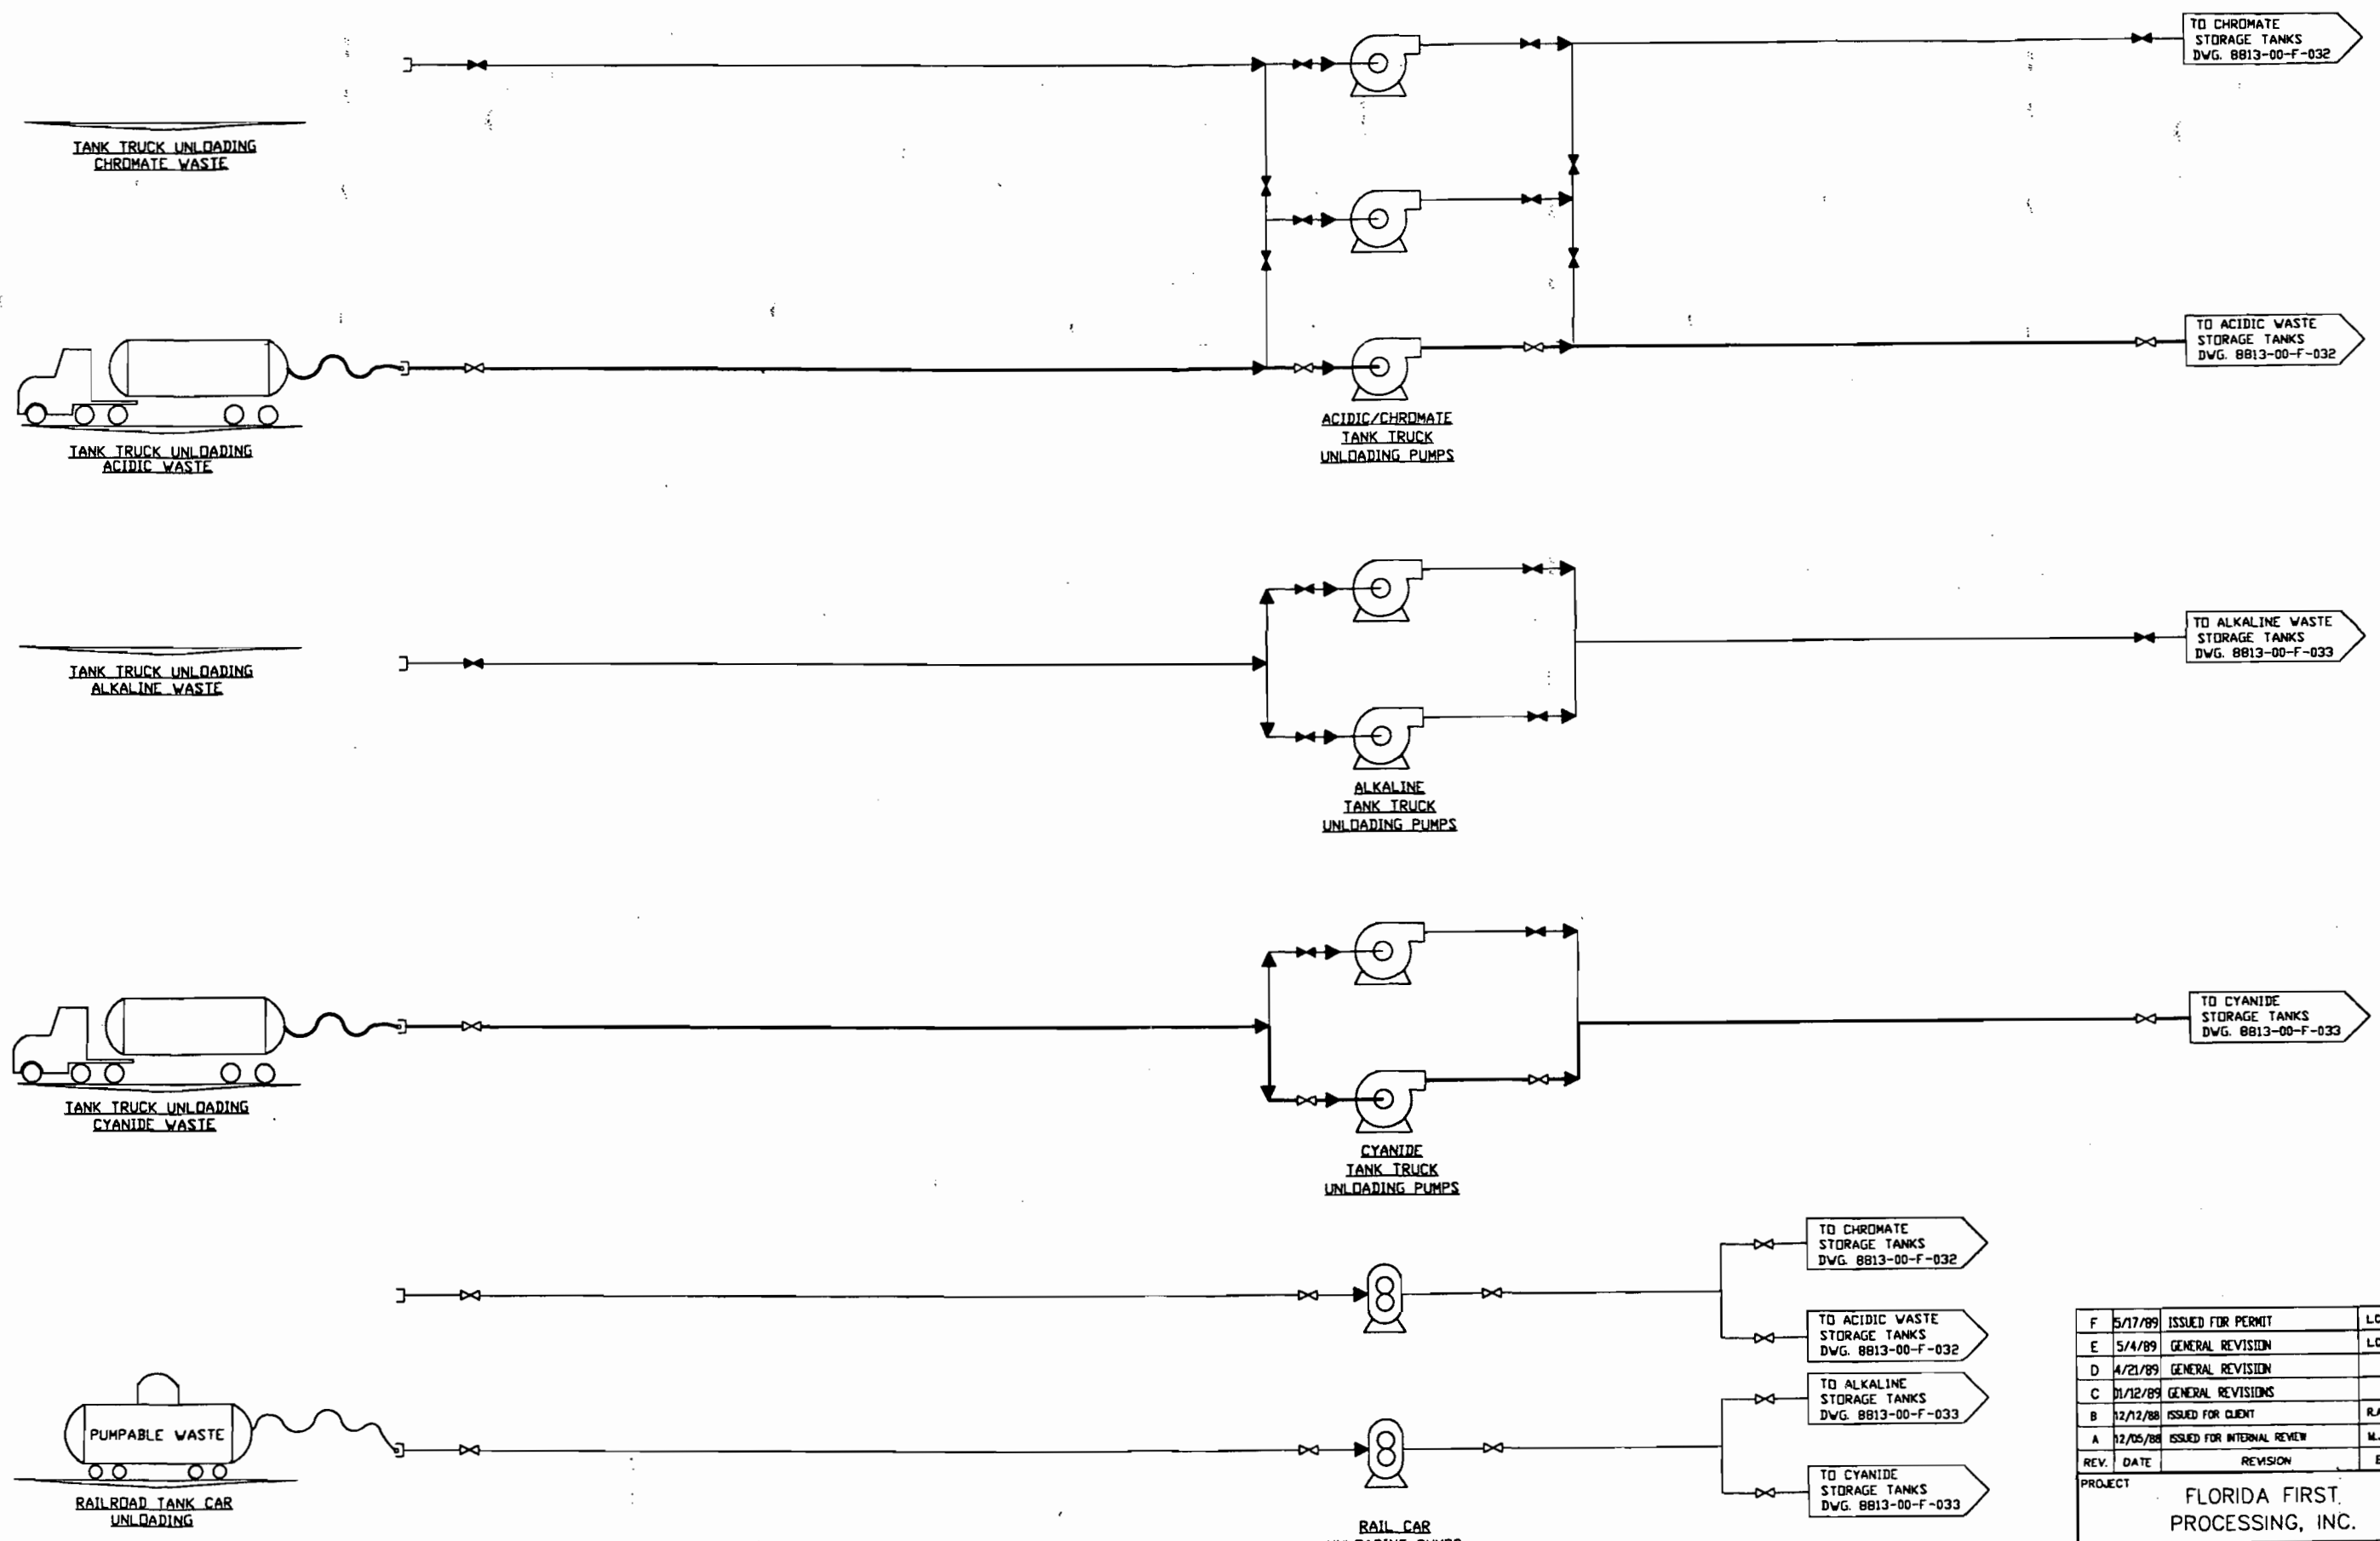 TO CHROMATE
STORAGE TANKS
DWG. 8813-00-F-032
TANK TRUCK UNLOADING
CHROMATE WASTE
TO ACIDIC WASTE
STORAGE TANKS
DWG. 8813-00-F-032
TANK TRUCK UNLOADING
ACIDIC WASTE
ACIDIC/CHROMATE
TANK TRUCK
UNLOADING PUMPS
TO ALKALINE WASTE
STORAGE TANKS
DWG. 8813-00-F-033
TANK TRUCK UNLOADING
ALKALINE WASTE
ALKALINE
TANK TRUCK
UNLOADING PUMPS
TO CYANIDE
STORAGE TANKS
DWG. 8813-00-F-033
TANK TRUCK UNLOADING
CYANIDE WASTE
CYANIDE
TANK TRUCK
UNLOADING PUMPS
TO CHROMATE
STORAGE TANKS
DWG. 8813-00-F-032
TO ACIDIC WASTE
STORAGE TANKS
DWG. 8813-00-F-032
TO ALKALINE
STORAGE TANKS
DWG. 8813-00-F-033
PUMPABLE WASTE
TO CYANIDE
STORAGE TANKS
DWG. 8813-00-F-033
RAILROAD TANK CAR
UNLOADING
RAIL CAR
F 5/17/89 ISSUED FOR PERMIT
E 5/4/89 GENERAL REVISION
D 4/21/89 GENERAL REVISION
C 01/12/89 GENERAL REVISIONS
B 12/12/88 ISSUED FOR CLIENT
A 12/05/88 ISSUED FOR INTERNAL REVIEW
REV. DATE REVISION
PROJECT
FLORIDA FIRST
PROCESSING, INC.